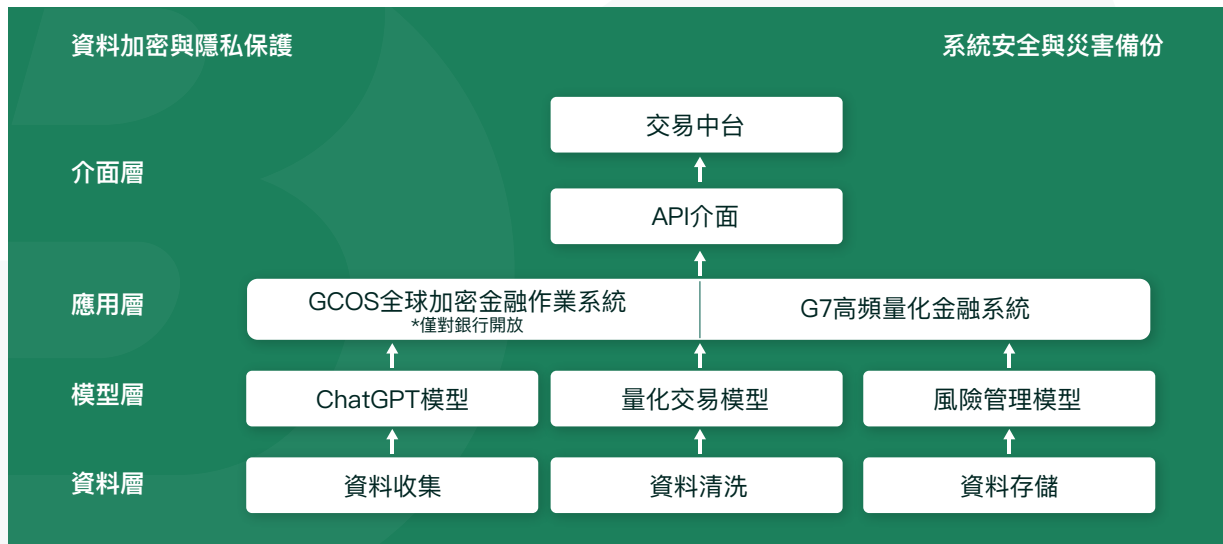 資料加密與隱私保護
系統安全與災害備份
交易中台
介面層
API介面
應用層
GCOS全球加密金融作業系統
*僅對銀行開放
G7高頻量化金融系統
模型層
ChatGPT模型
量化交易模型
風險管理模型
資料層
資料收集
資料清洗
資料存儲